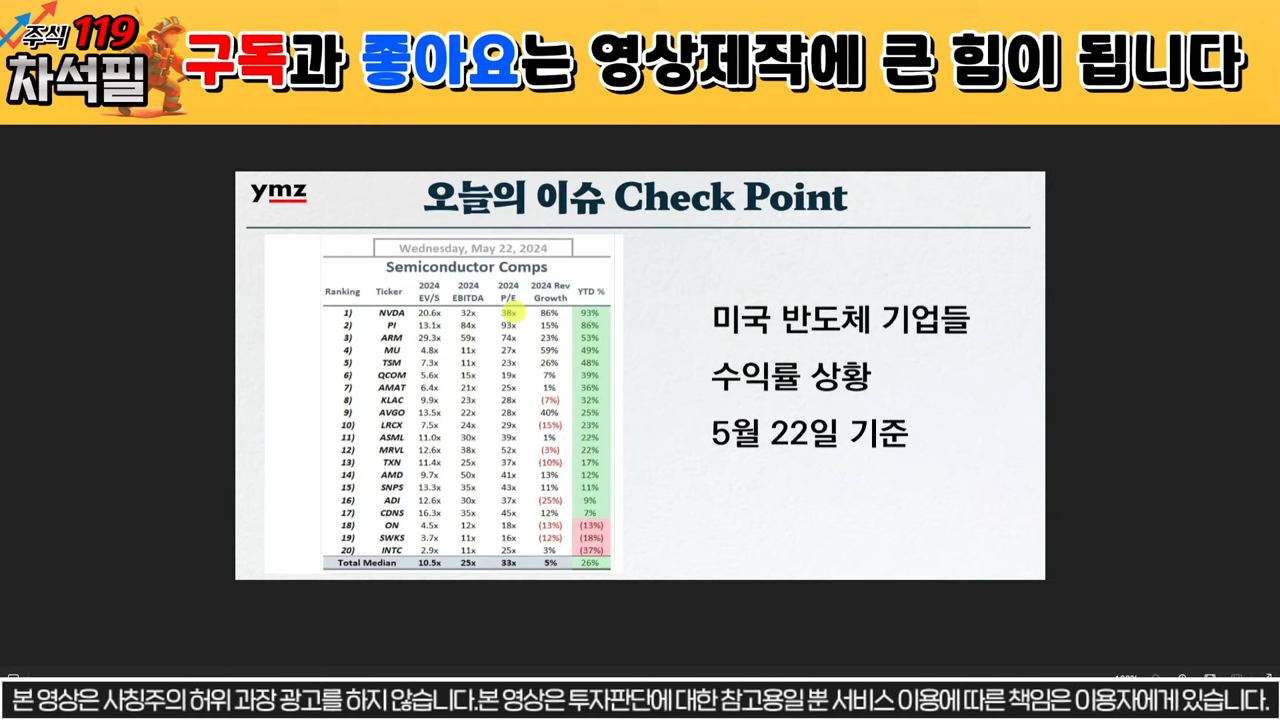 주식 119
차석필
구독과 좋아요는 영상제작에 큰 힘이 됩니다
ymz
오늘의 이슈 Check Point
Wednesday, May 22, 2024
Semiconductor Comps
Ranking Ticker 2024 EV/S 2024 EBITDA 2024 P/E 2024 Rev Growth YTD %
1) NVDA 20.6x 32x 38x 86% 93%
2) PI 13.1x 84x 93x 15% 86%
3) ARM 29.3x 59x 74x 23% 53%
4) MU 4.8x 11x 27x 59% 49%
5) TSM 7.3x 11x 23x 26% 48%
6) QCOM 5.6x 15x 19x 7% 39%
7) AMAT 6.4x 21x 25x 1% 36%
8) KLAC 9.9x 23x 28x (7%) 32%
9) AVGO 13.5x 22x 28x 40% 25%
10) LRCX 7.5x 24x 29x (15%) 23%
11) ASML 11.0x 30x 39x 1% 22%
12) MRVL 12.6x 38x 52x (3%) 22%
13) TXN 11.4x 25x 37x (10%) 17%
14) AMD 9.7x 50x 41x 13% 12%
15) SNPS 13.3x 35x 43x 11% 11%
16) ADI 12.6x 30x 37x (25%) 9%
17) CDNS 16.3x 35x 45x 12% 7%
18) ON 4.5x 12x 18x (13%) (13%)
19) SWKS 3.7x 11x 16x (12%) (18%)
20) INTC 2.9x 11x 25x 3% (37%)
Total Median 10.5x 25x 33x 5% 26%
미국 반도체 기업들
수익률 상황
5월 22일 기준
본 영상은 사칭주의 허위 과장 광고를 하지 않습니다.본 영상은 투자판단에 대한 참고용일 뿐 서비스 이용에 따른 책임은 이용자에게 있습니다.